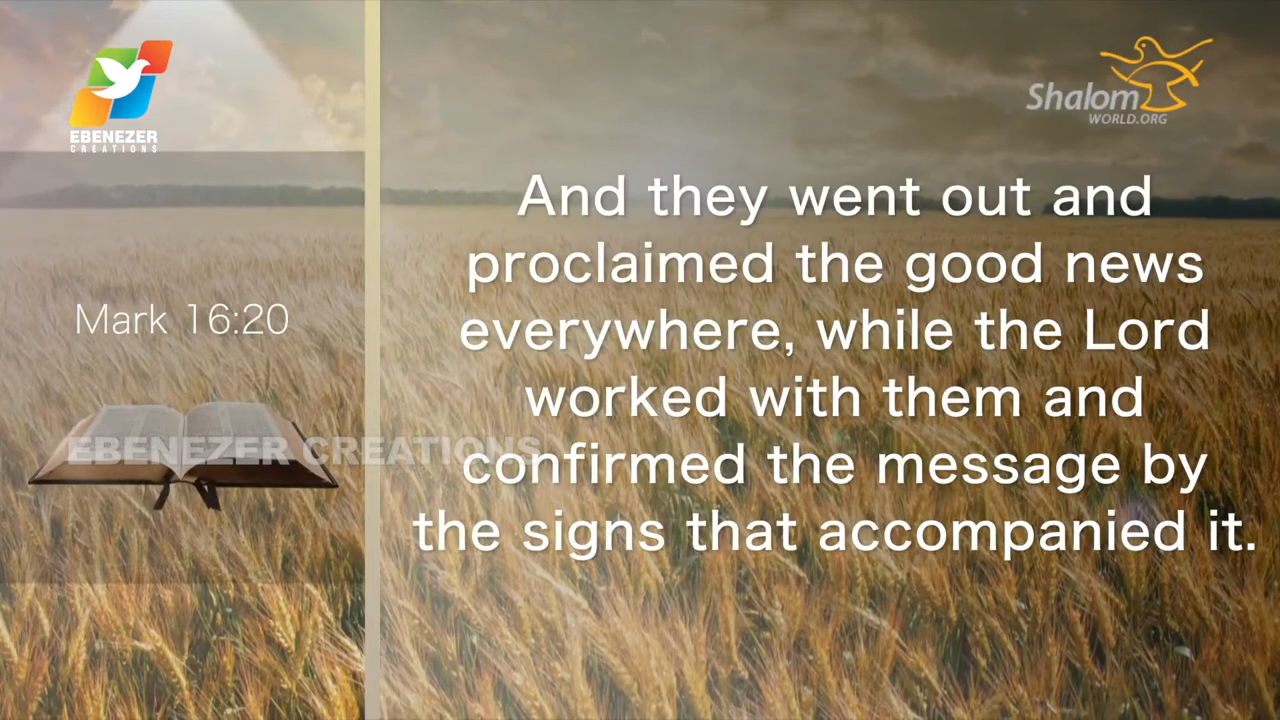 EBENEZER
CREATIONS
Shalom
WORLD.ORG
Mark 16:20
And they went out and
proclaimed the good news
everywhere, while the Lord
worked with them and
confirmed the message by
the signs that accompanied it.
EBENEZER CREATIONS